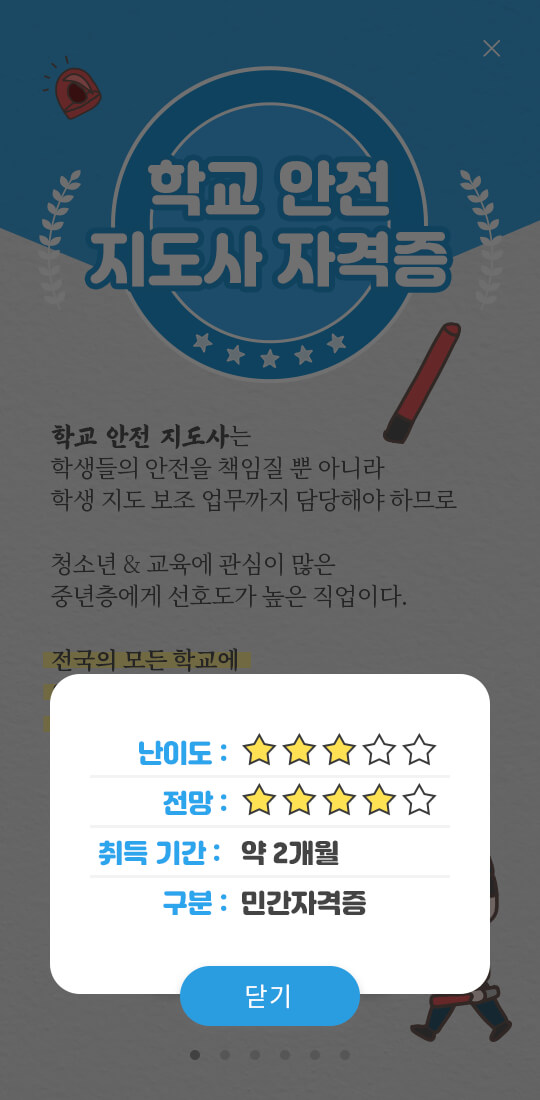 학교 안전
지도사 자격증
학교 안전 지도사는
학생들의 안전을 책임질 뿐 아니라
학생 지도 보조 업무까지 담당해야 하므로
청소년 & 교육에 관심이 많은
중년층에게 선호도가 높은 직업이다.
전국의 모든 학교에
난이도 :
전망 :
취득 기간 : 약 2개월
구분 : 민간자격증
닫기